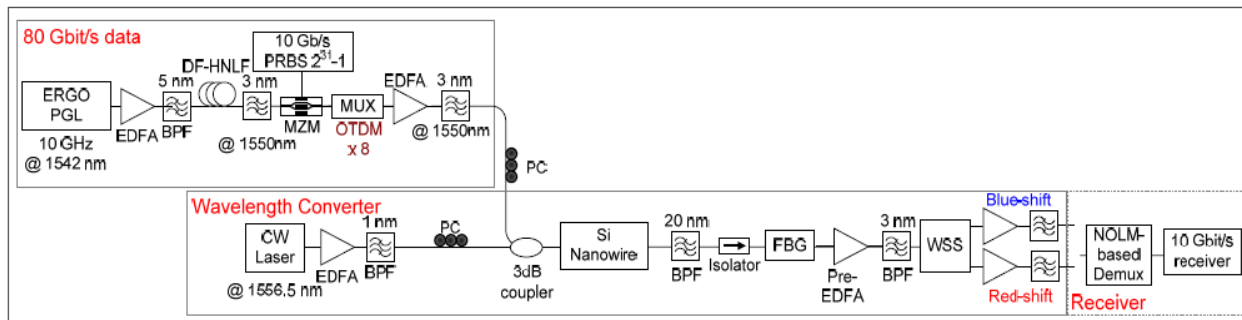 80 Gbit/s data
10 Gb/s
PRBS 2³¹-1
DF-HNLF
5 nm
3 nm
EDFA
3 nm
ERGO
PGL
EDFA
BPF
MZM
MUX
10 GHz
@ 1542 nm
@ 1550nm
OTDM
x 8
@ 1550nm
PC
Wavelength Converter
CW
Laser
EDFA
1 nm
BPF
PC
@ 1556.5 nm
3dB
coupler
Si
Nanowire
20 nm
BPF
Isolator
FBG
Pre-
EDFA
3 nm
BPF
WSS
Blue-shift
Red-shift
NOLM-
based
Demux
10 Gbit/s
receiver
Receiver